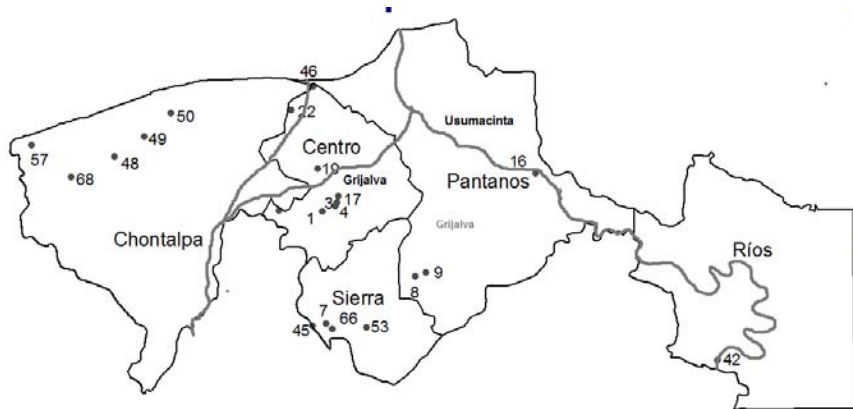 46
50
22
Usumacinta
49
Centro
57
48
16
19
68
Grijalva
Pantanos
17
3
4
1
Chontalpa
Grijalva
Ríos
9
8
Sierra
7
66
45
53
42